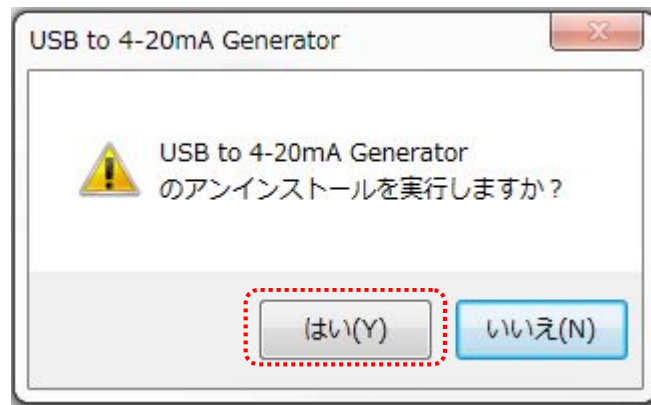 USB to 4-20mA Generator
USB to 4-20mA Generator
のアンインストールを実行しますか？
はい(Y)
いいえ(N)